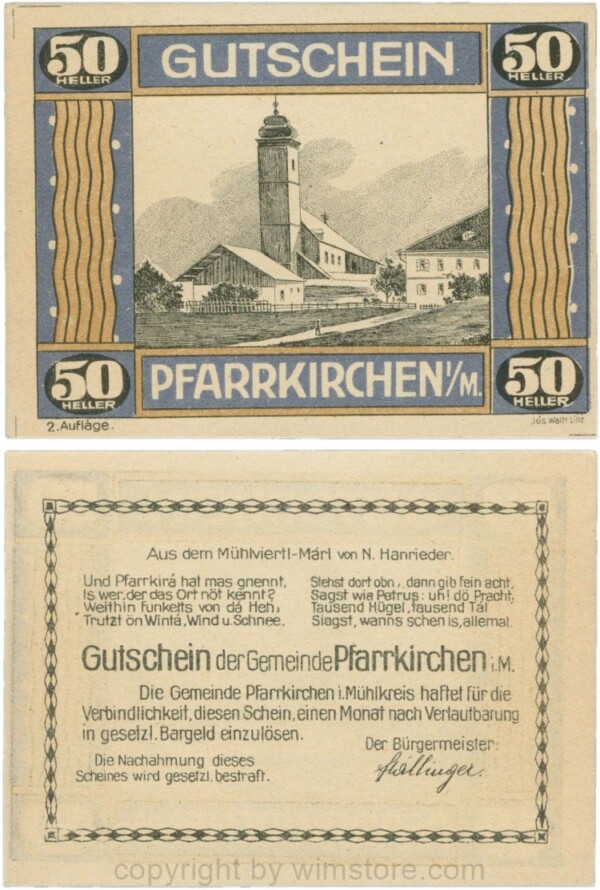 50 HELLER
GUTSCHEIN
50 HELLER
50 HELLER
PFARRKIRCHEN I/M.
50 HELLER
2. Auflage.
Jos. Linz
Aus dem Mühlviertl-Márl von N. Hanrieder.
Und Pfarrkirá hat mas gnennt,
Is wer, der das Ort nöt kennt?
Weithin funkelts von dá Heh,
Trutzt ön Wintá, Wind u. Schnee.
Stehst dort obn, dann gib fein acht,
Sagst wia Petrus: uh! dö Pracht:
Tausend Hügel, tausend Tál
Siagst, wanns schen is, allemal.
Gutschein der Gemeinde Pfarrkirchen i. M.
Die Gemeinde Pfarrkirchen i. Mühlkreis haftet für die
Verbindlichkeit, diesen Schein, einen Monat nach Verlautbarung
in gesetzl. Bargeld einzulösen.
Der Bürgermeister:
Die Nachahmung dieses
Scheines wird gesetzl. bestraft.
copyright by wimstore.com